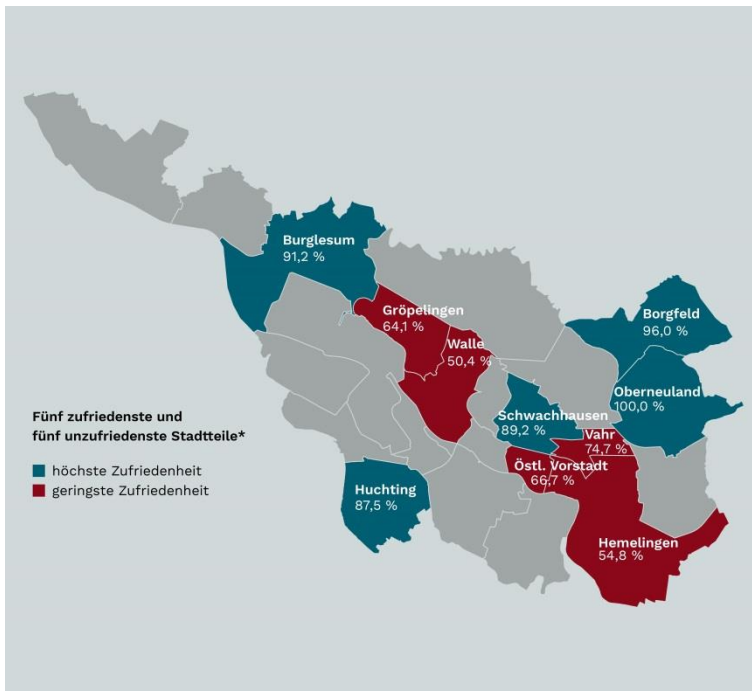 Burglesum
91,2 %
Gröpelingen
64,1 %
Walle
50,4 %
Borgfeld
96,0 %
Oberneuland
100,0 %
Schwachhausen
89,2 %
Vahr
74,7 %
Östl. Vorstadt
66,7 %
Huchting
87,5 %
Hemelingen
54,8 %
Fünf zufriedenste und
fünf unzufriedenste Stadtteile*
höchste Zufriedenheit
geringste Zufriedenheit